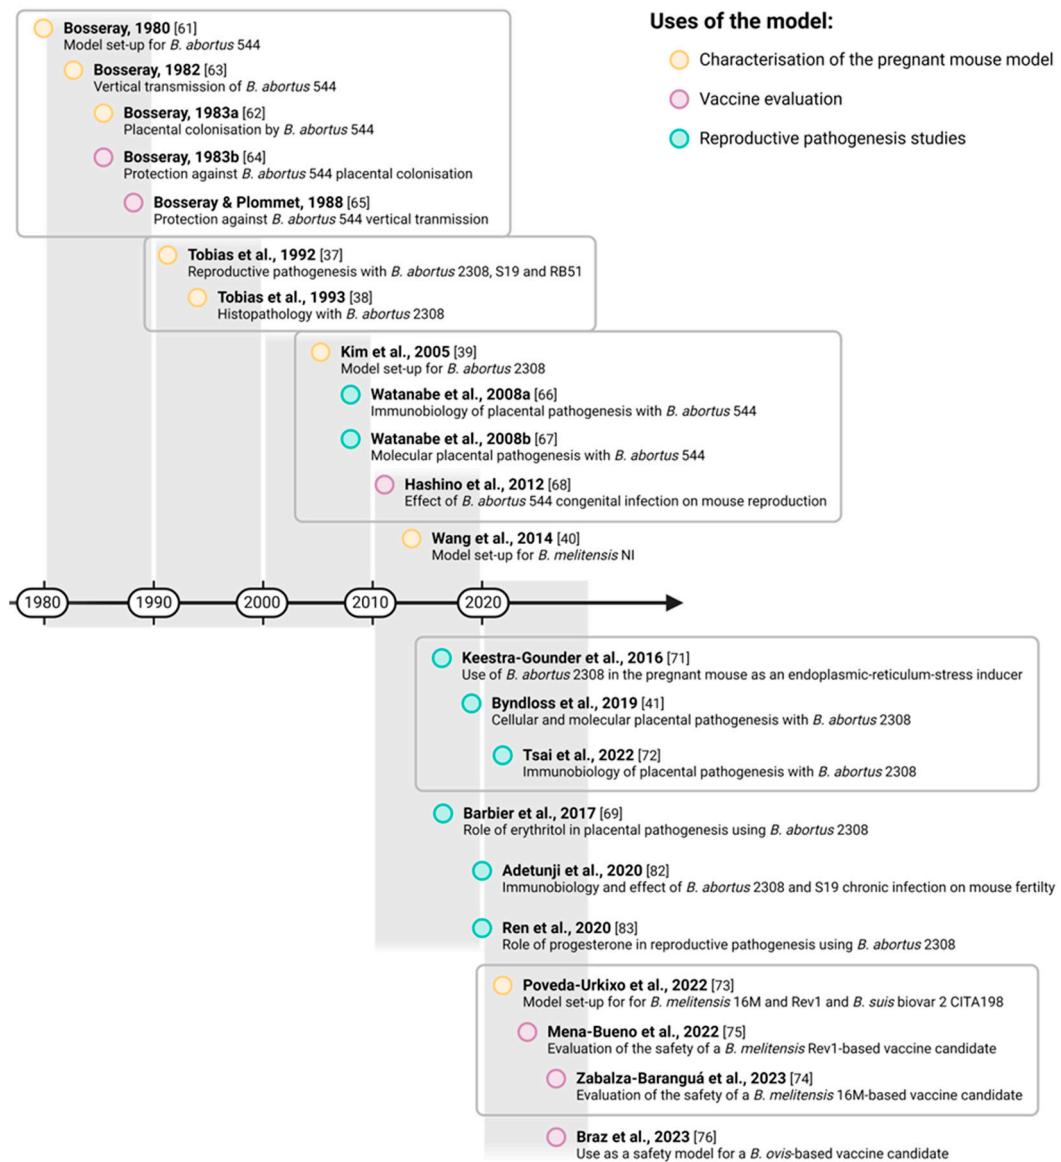 Uses of the model:
Characterisation of the pregnant mouse model
Vaccine evaluation
Reproductive pathogenesis studies
Bosseray, 1980 [61]
Model set-up for B. abortus 544
Bosseray, 1982 [63]
Vertical transmission of B. abortus 544
Bosseray, 1983a [62]
Placental colonisation by B. abortus 544
Bosseray, 1983b [64]
Protection against B. abortus 544 placental colonisation
Bosseray & Plommet, 1988 [65]
Protection against B. abortus 544 vertical tranmission
Tobias et al., 1992 [37]
Reproductive pathogenesis with B. abortus 2308, S19 and RB51
Tobias et al., 1993 [38]
Histopathology with B. abortus 2308
Kim et al., 2005 [39]
Model set-up for B. abortus 2308
Watanabe et al., 2008a [66]
Immunobiology of placental pathogenesis with B. abortus 544
Watanabe et al., 2008b [67]
Molecular placental pathogenesis with B. abortus 544
Hashino et al., 2012 [68]
Effect of B. abortus 544 congenital infection on mouse reproduction
Wang et al., 2014 [40]
Model set-up for B. melitensis NI
1980 1990 2000 2010 2020
Keestra-Gounder et al., 2016 [71]
Use of B. abortus 2308 in the pregnant mouse as an endoplasmic-reticulum-stress inducer
Byndloss et al., 2019 [41]
Cellular and molecular placental pathogenesis with B. abortus 2308
Tsai et al., 2022 [72]
Immunobiology of placental pathogenesis with B. abortus 2308
Barbier et al., 2017 [69]
Role of erythritol in placental pathogenesis using B. abortus 2308
Adetunji et al., 2020 [82]
Immunobiology and effect of B. abortus 2308 and S19 chronic infection on mouse fertilty
Ren et al., 2020 [83]
Role of progesterone in reproductive pathogenesis using B. abortus 2308
Poveda-Urkixo et al., 2022 [73]
Model set-up for for B. melitensis 16M and Rev1 and B. suis biovar 2 CITA198
Mena-Bueno et al., 2022 [75]
Evaluation of the safety of a B. melitensis Rev1-based vaccine candidate
Zabalza-Baranguá et al., 2023 [74]
Evaluation of the safety of a B. melitensis 16M-based vaccine candidate
Braz et al., 2023 [76]
Use as a safety model for a B. ovis-based vaccine candidate